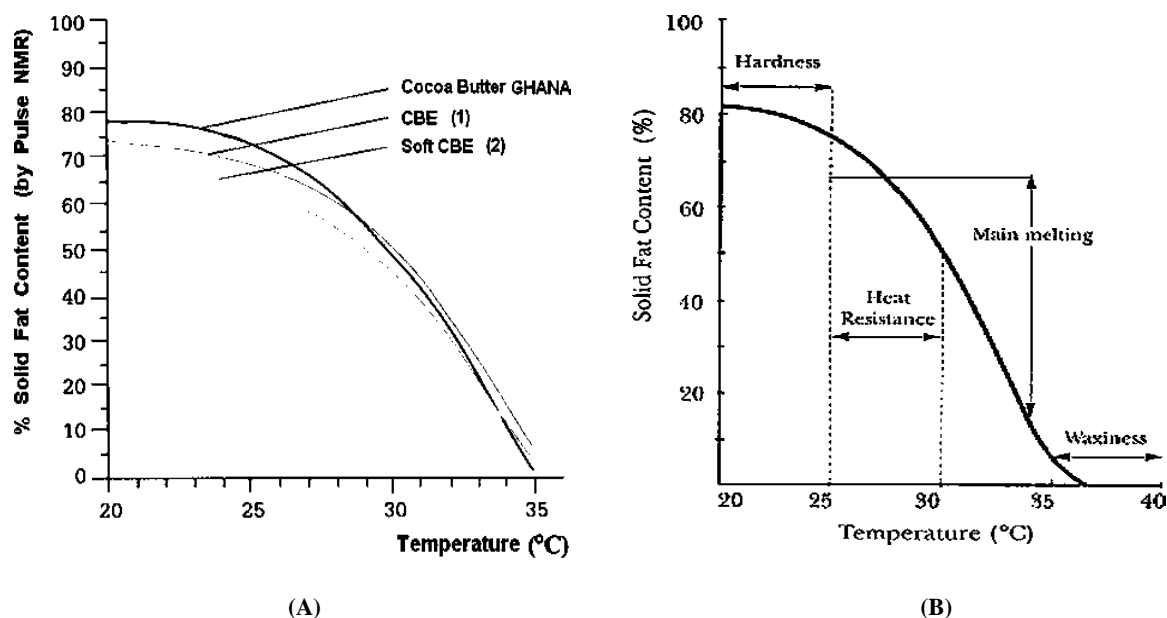 % Solid Fat Content (by Pulse NMR)
100
90
80
70
60
50
40
30
20
10
0
Cocoa Butter GHANA
CBE (1)
Soft CBE (2)
20
25
30
35
Temperature (°C)
(A)
Solid Fat Content (%)
100
80
60
40
20
Hardness
Main melting
Heat
Resistance
Waxiness
20
25
30
35
40
Temperature (°C)
(B)